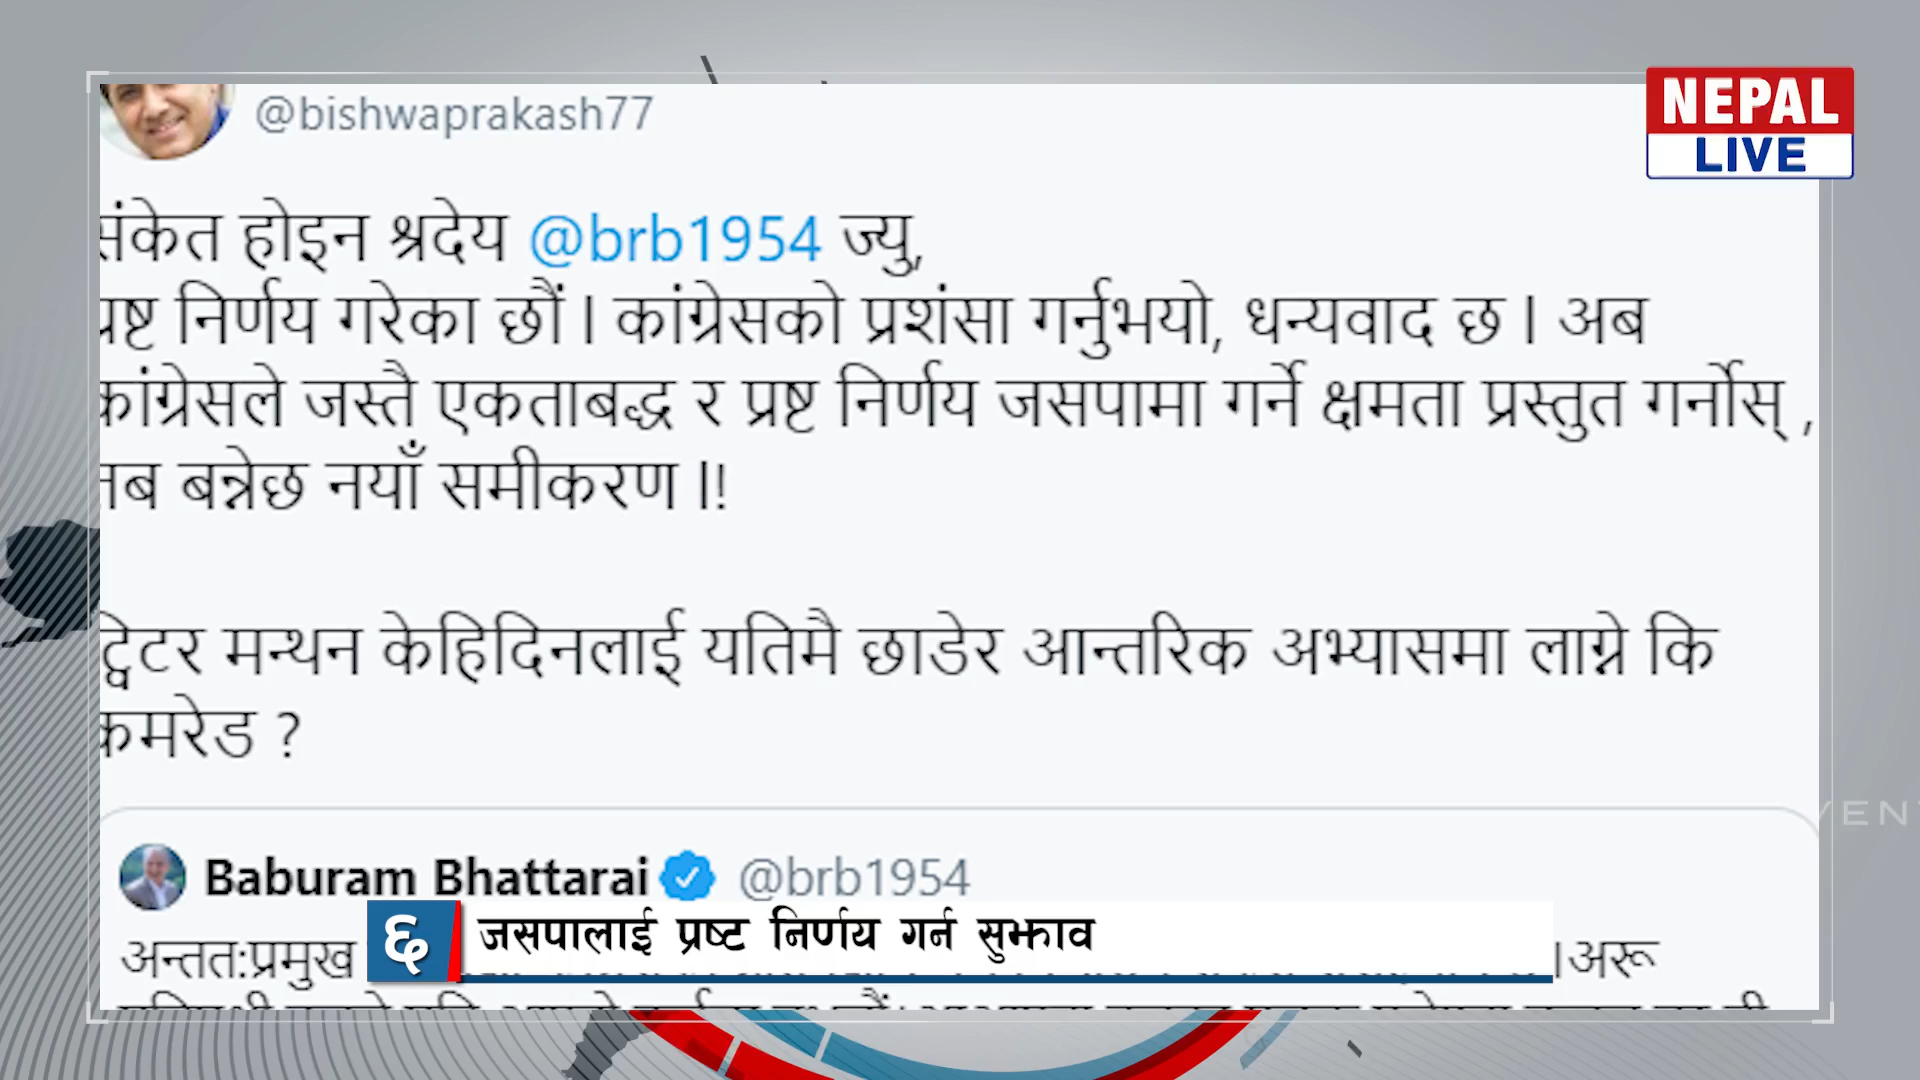 @bishwaprakash77
NEPAL
LIVE
संकेत होइन श्रदेय @brb1954 ज्यु,
प्रष्ट निर्णय गरेका छौं । कांग्रेसको प्रशंसा गर्नुभयो, धन्यवाद छ । अब
कांग्रेसले जस्तै एकताबद्ध र प्रष्ट निर्णय जसपामा गर्ने क्षमता प्रस्तुत गर्नोस् ,
तब बन्नेछ नयाँ समीकरण ।!
ट्विटर मन्थन केहिदिनलाई यतिमै छाडेर आन्तरिक अभ्यासमा लाग्ने कि
कमरेड ?
VENT
Baburam Bhattarai @brb1954
६ जसपालाई प्रष्ट निर्णय गर्न सुझाव
अन्तत:प्रमुख ।अरू